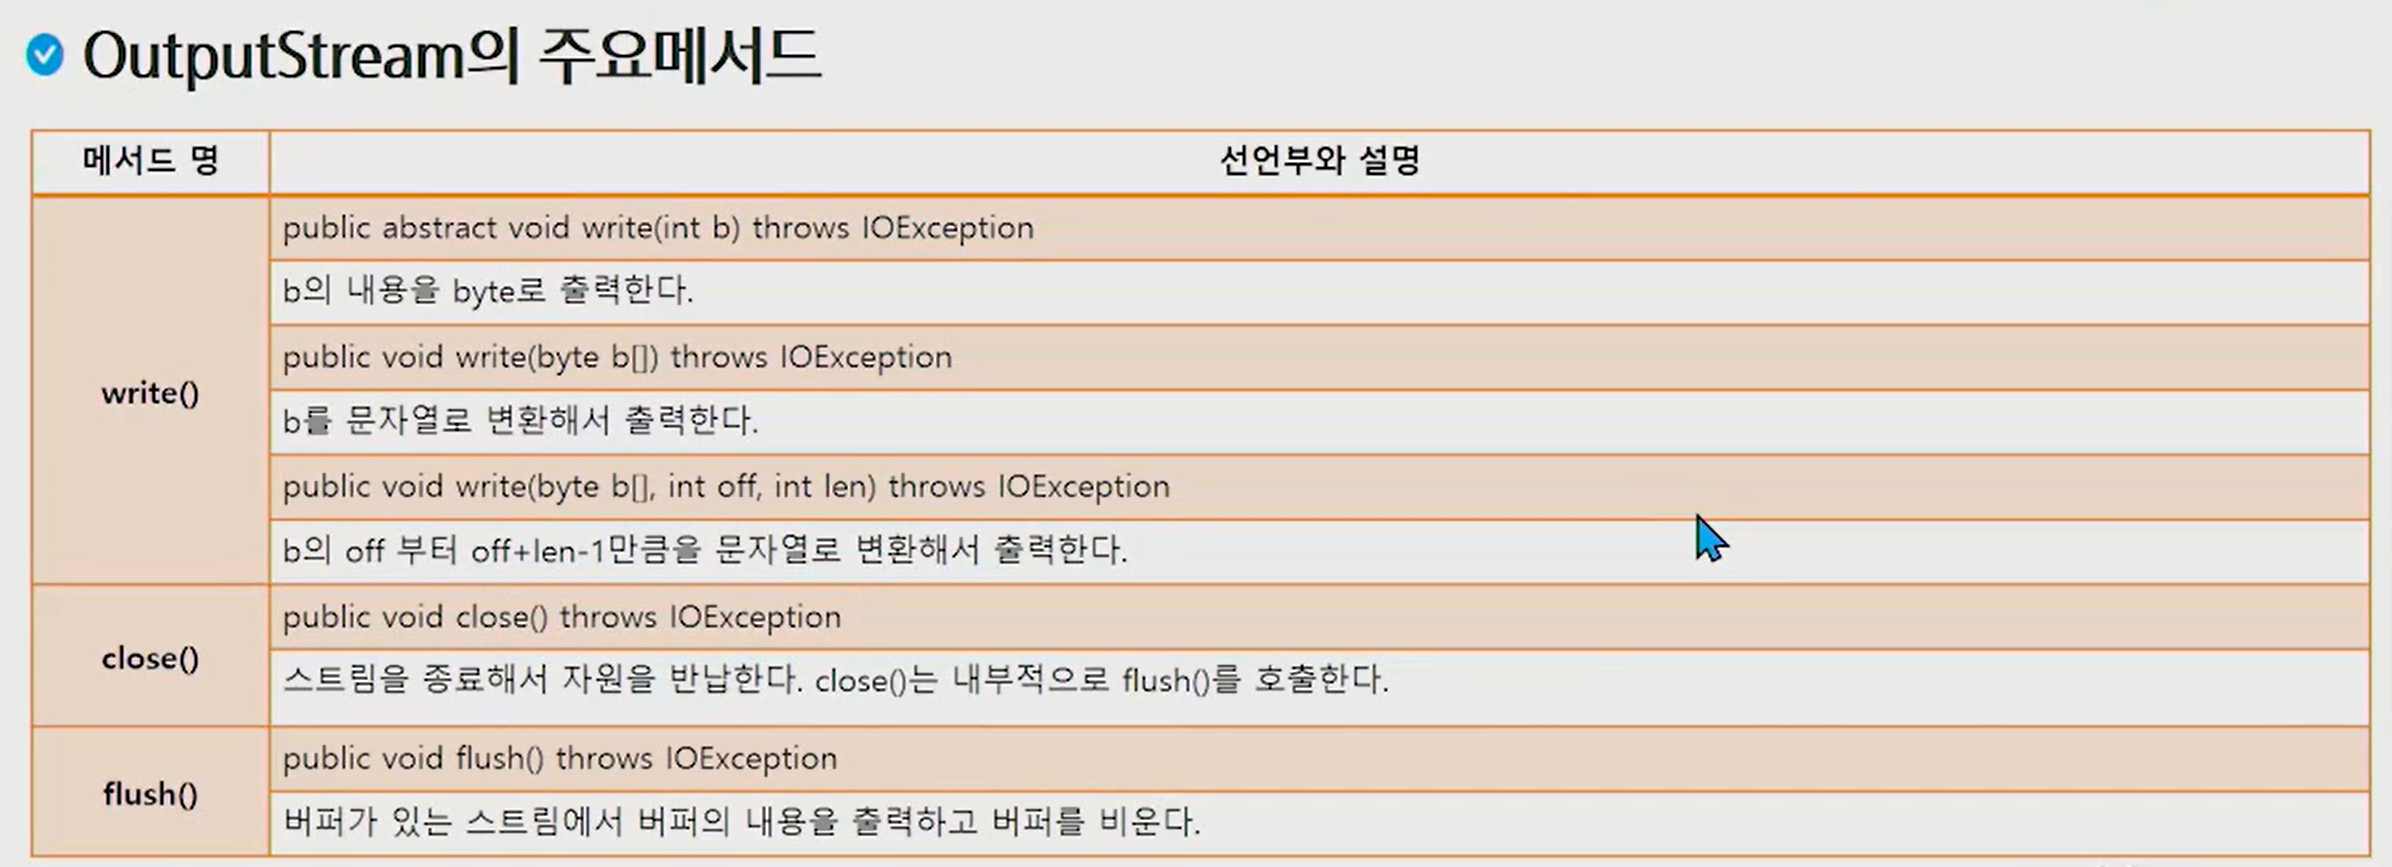 OutputStream의 주요메서드
메서드 명
선언부와 설명
write()
public abstract void write(int b) throws IOException
b의 내용을 byte로 출력한다.
public void write(byte b[]) throws IOException
b를 문자열로 변환해서 출력한다.
public void write(byte b[], int off, int len) throws IOException
b의 off 부터 off+len-1만큼을 문자열로 변환해서 출력한다.
close()
public void close() throws IOException
스트림을 종료해서 자원을 반납한다. close()는 내부적으로 flush()를 호출한다.
flush()
public void flush() throws IOException
버퍼가 있는 스트림에서 버퍼의 내용을 출력하고 버퍼를 비운다.